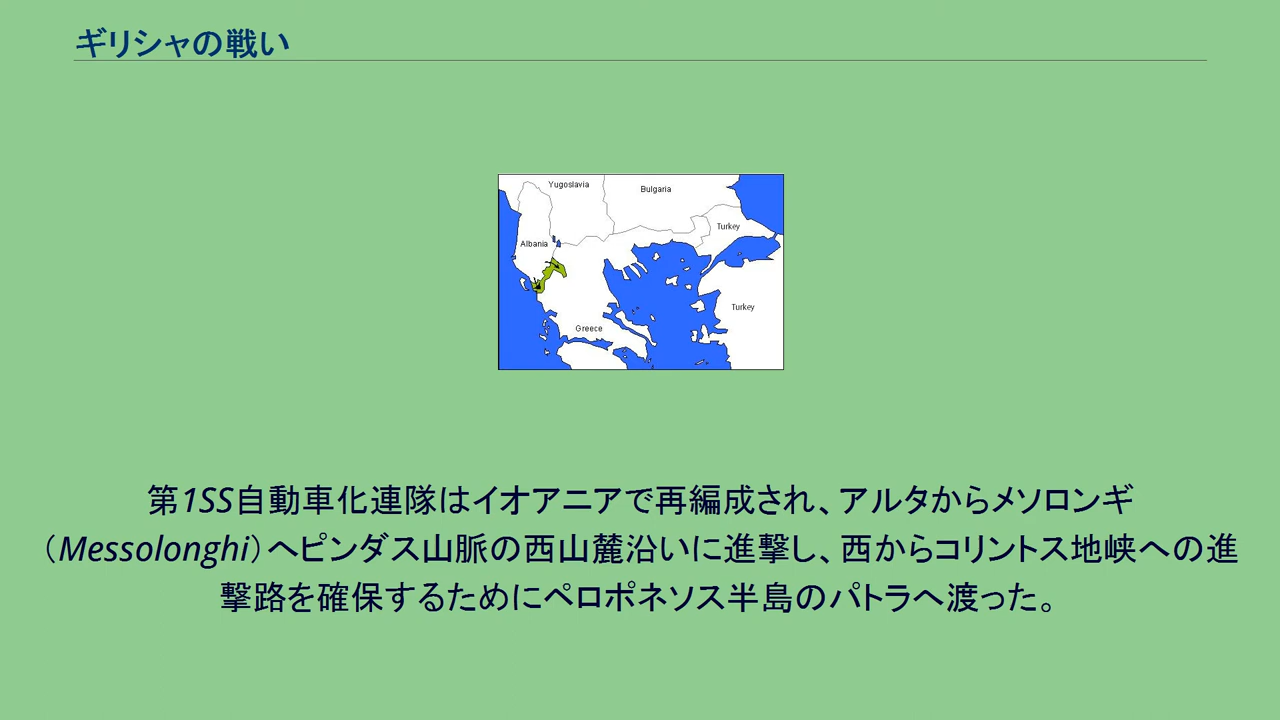 ギリシャの戦い
Yugoslavia
Bulgaria
Turkey
Albania
Turkey
Greece
第1SS自動車化連隊はイオアニアで再編成され、アルタからメソロンギ
（Messolonghi）へピンダス山脈の西山麓沿いに進撃し、西からコリントス地峡への進
撃路を確保するためにペロポネソス半島のパトラへ渡った。